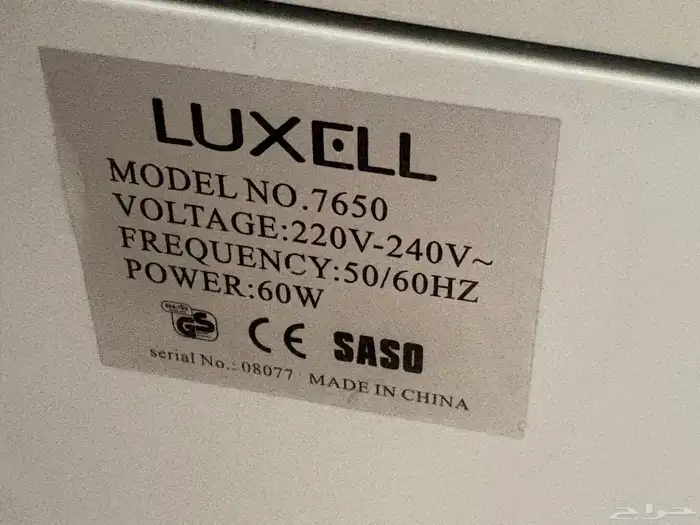 LUXELL
MODEL NO.7650
VOLTAGE:220V-240V~
FREQUENCY:50/60HZ
POWER:60W
GS CE SASO
serial No.: 08077 MADE IN CHINA
حراج